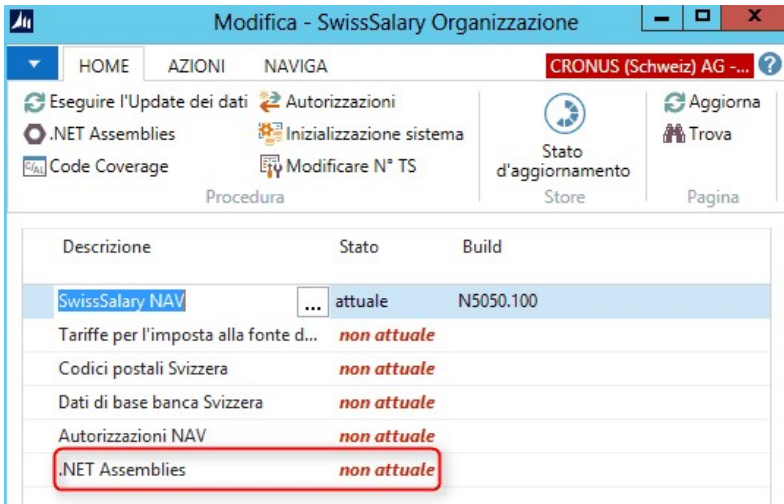 Modifica - SwissSalary Organizzazione
HOME AZIONI NAVIGA CRONUS (Schweiz) AG -...
Eseguire l'Update dei dati Autorizzazioni Aggiorna
.NET Assemblies Inizializzazione sistema Trova
Code Coverage Modificare N° TS
Stato
d'aggiornamento
Procedura Store Pagina
Descrizione Stato Build
SwissSalary NAV ... attuale N5050.100
Tariffe per l'imposta alla fonte d... non attuale
Codici postali Svizzera non attuale
Dati di base banca Svizzera non attuale
Autorizzazioni NAV non attuale
.NET Assemblies non attuale